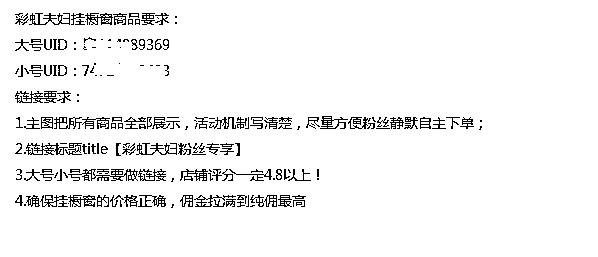 彩虹夫妇挂橱窗商品要求：
大号UID：89369
小号UID：74
链接要求：
1.主图把所有商品全部展示，活动机制写清楚，尽量方便粉丝静默自主下单；
2.链接标题title【彩虹夫妇粉丝专享】
3.大号小号都需要做链接，店铺评分一定4.8以上！
4.确保挂橱窗的价格正确，佣金拉满到纯佣最高